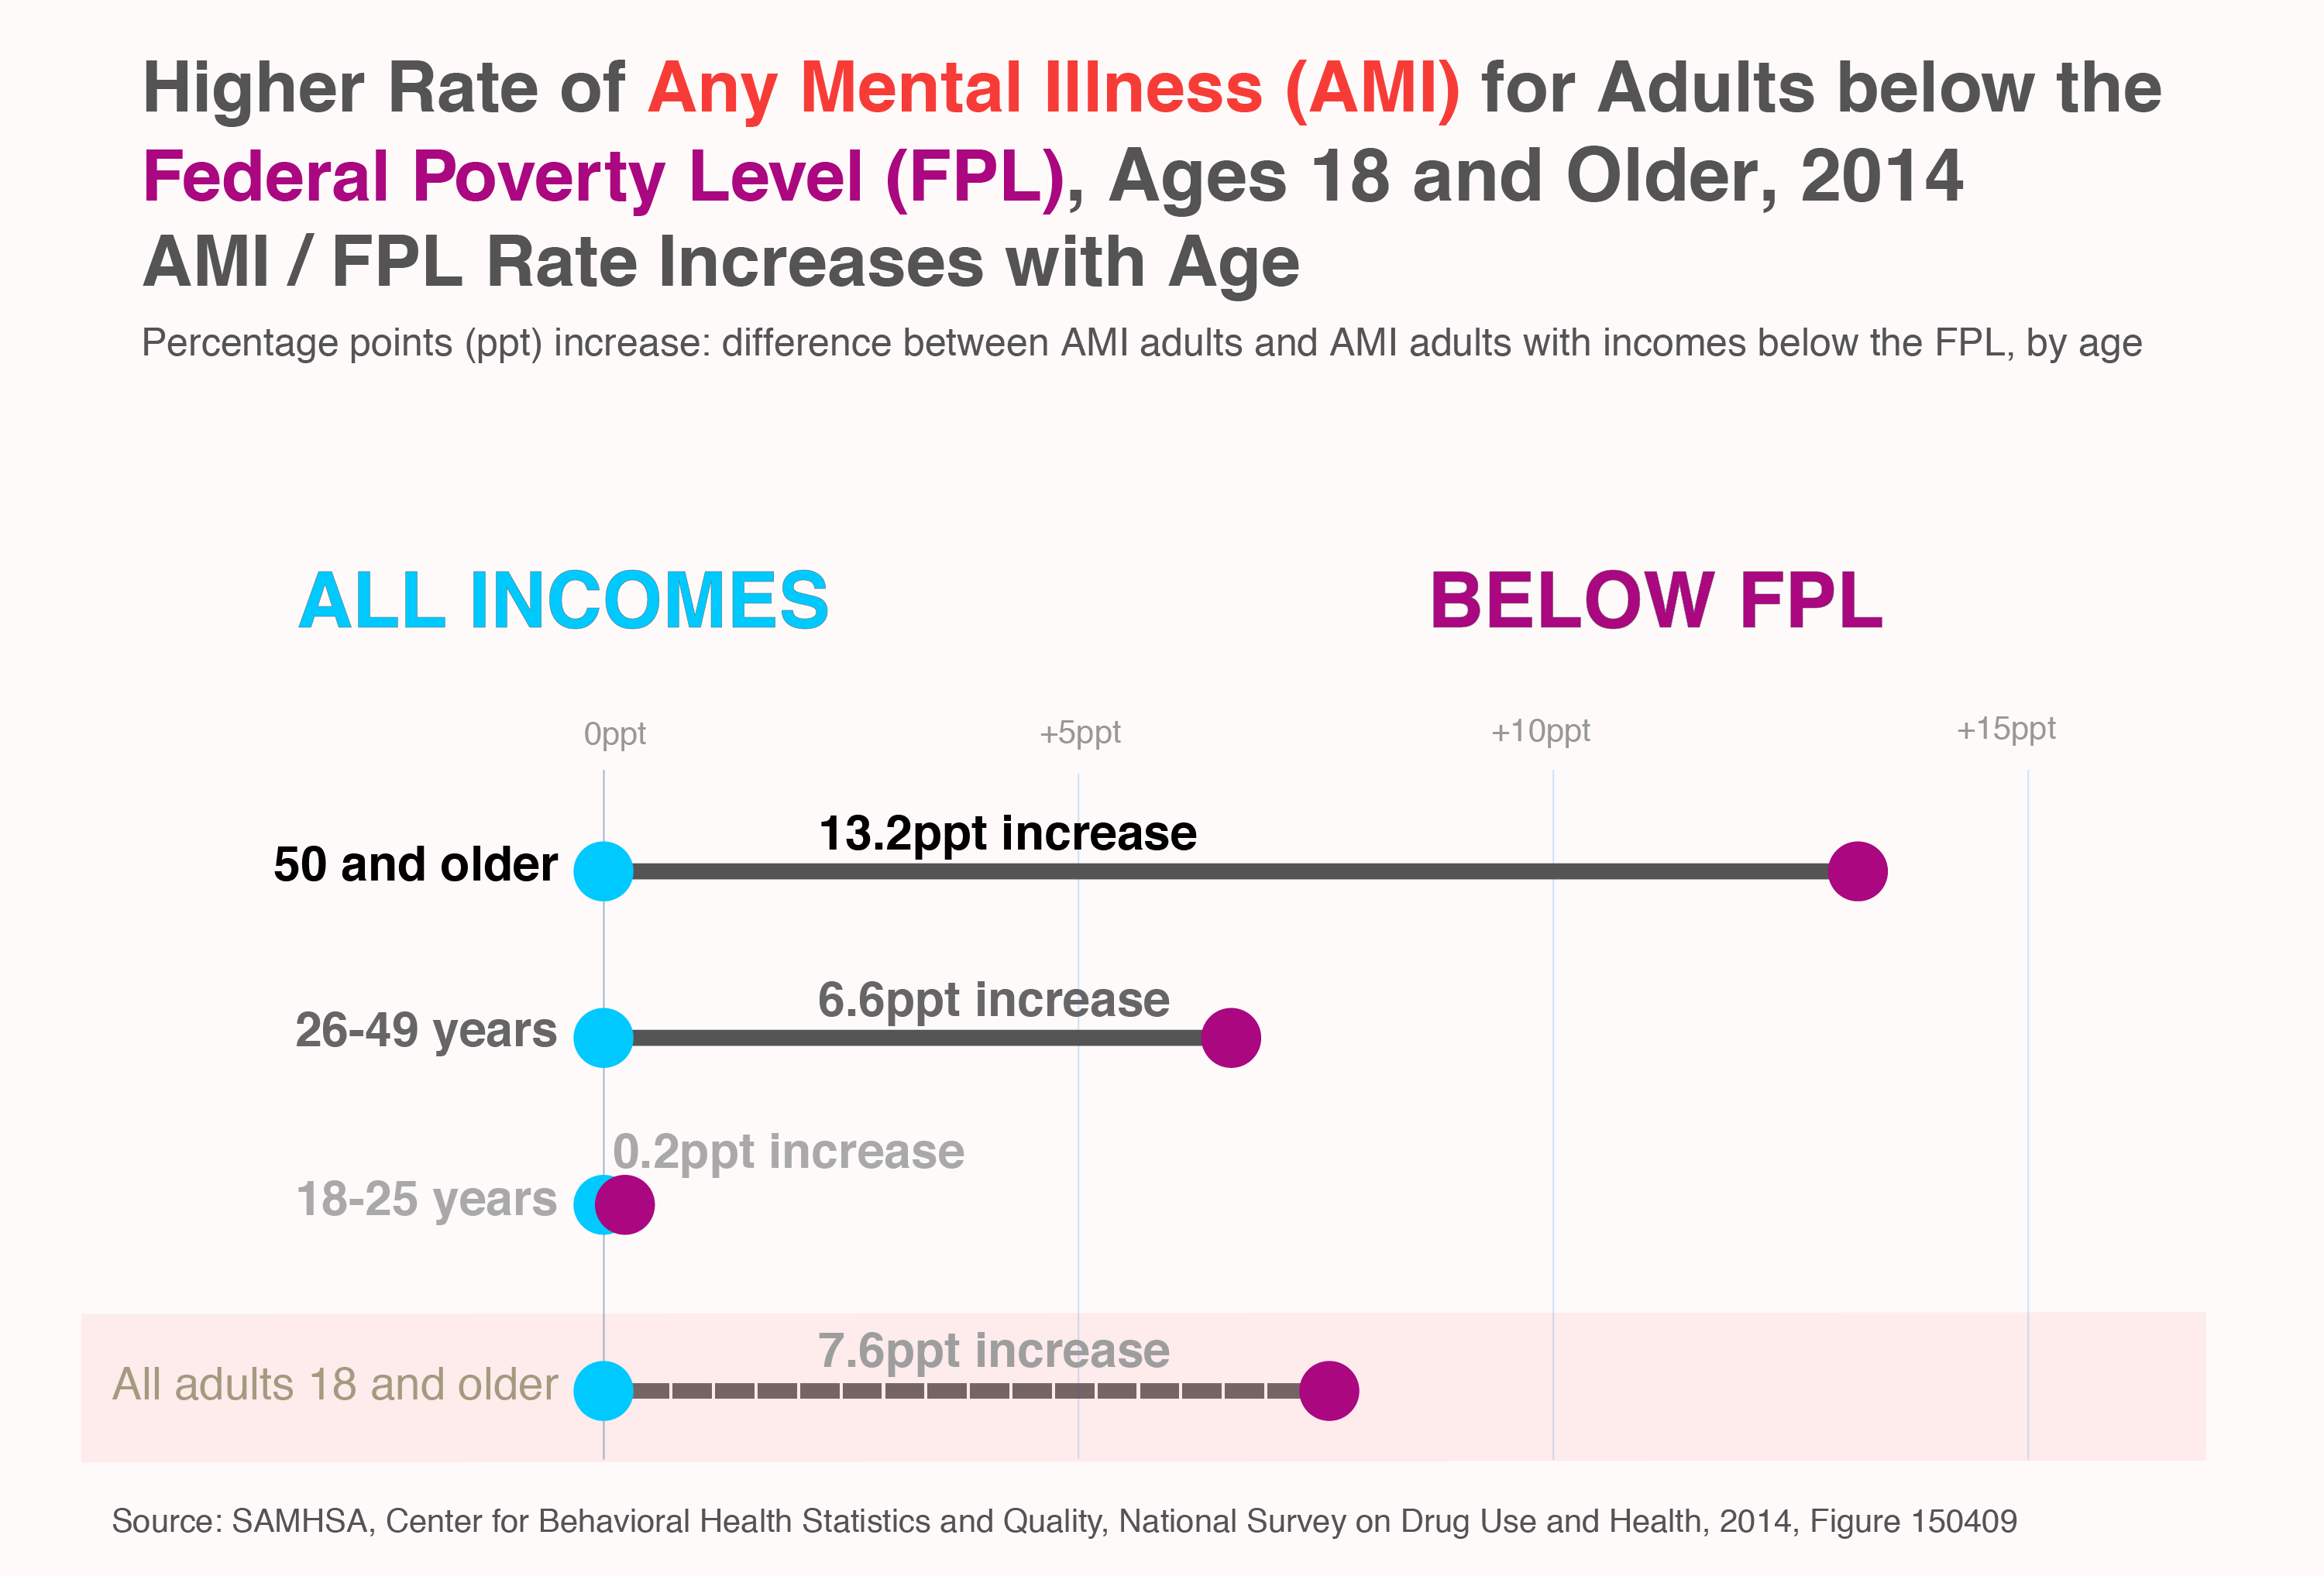 Higher Rate of Any Mental Illness (AMI) for Adults below the
Federal Poverty Level (FPL), Ages 18 and Older, 2014
AMI / FPL Rate Increases with Age
Percentage points (ppt) increase: difference between AMI adults and AMI adults with incomes below the FPL, by age
ALL INCOMES
BELOW FPL
0ppt
+5ppt
+10ppt
+15ppt
13.2ppt increase
50 and older
6.6ppt increase
26-49 years
0.2ppt increase
18-25 years
7.6ppt increase
All adults 18 and older
Source: SAMHSA, Center for Behavioral Health Statistics and Quality, National Survey on Drug Use and Health, 2014, Figure 150409